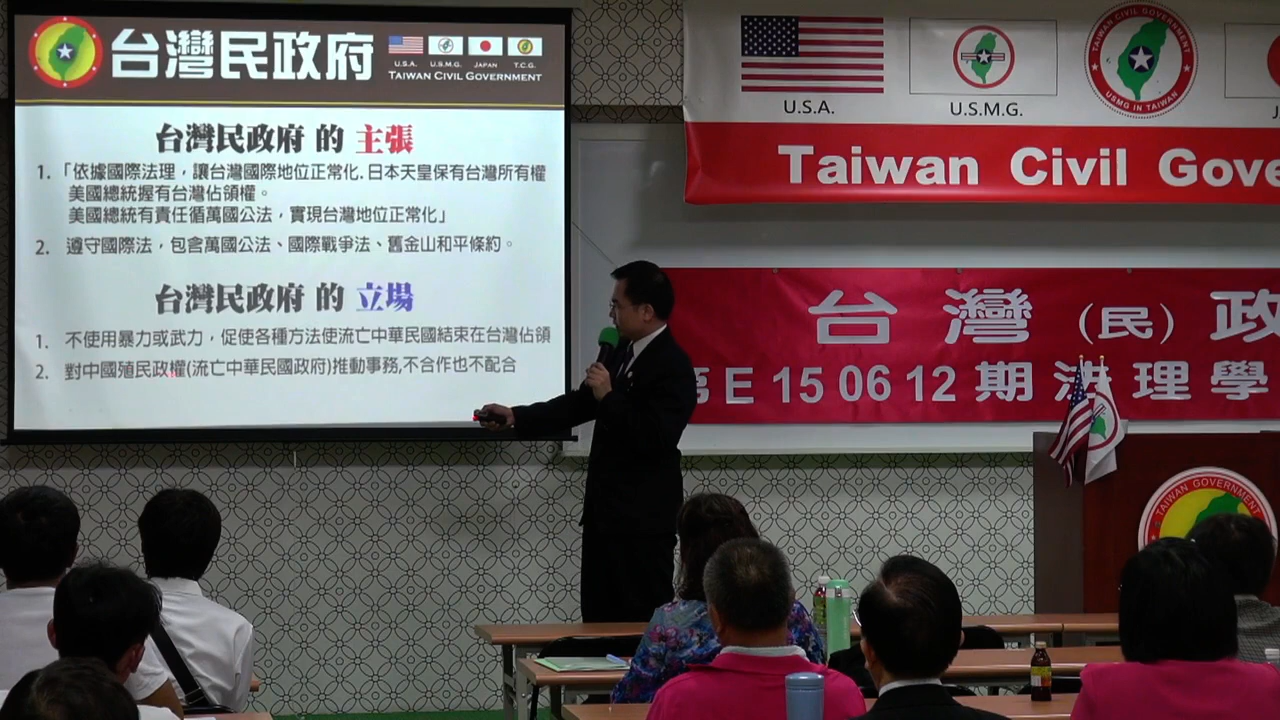 台灣民政府
U.S.A. U.S.M.G. JAPAN T.C.G.
TAIWAN CIVIL GOVERNMENT
台灣民政府 的 主張
1. 「依據國際法理，讓台灣國際地位正常化.日本天皇保有台灣所有權
美國總統握有台灣佔領權。
美國總統有責任循萬國公法，實現台灣地位正常化」
2. 遵守國際法，包含萬國公法、國際戰爭法、舊金山和平條約。
台灣民政府 的 立場
1. 不使用暴力或武力，促使各種方法使流亡中華民國結束在台灣佔領
2. 對中國殖民政權(流亡中華民國政府)推動事務,不合作也不配合
U.S.A.
U.S.M.G.
TAIWAN CIVIL GOVERNMENT
USMG IN TAIWAN
J
Taiwan Civil Gove
台灣（民）政
E 15 06 12 期 法理學
TAIWAN GOVERNMENT